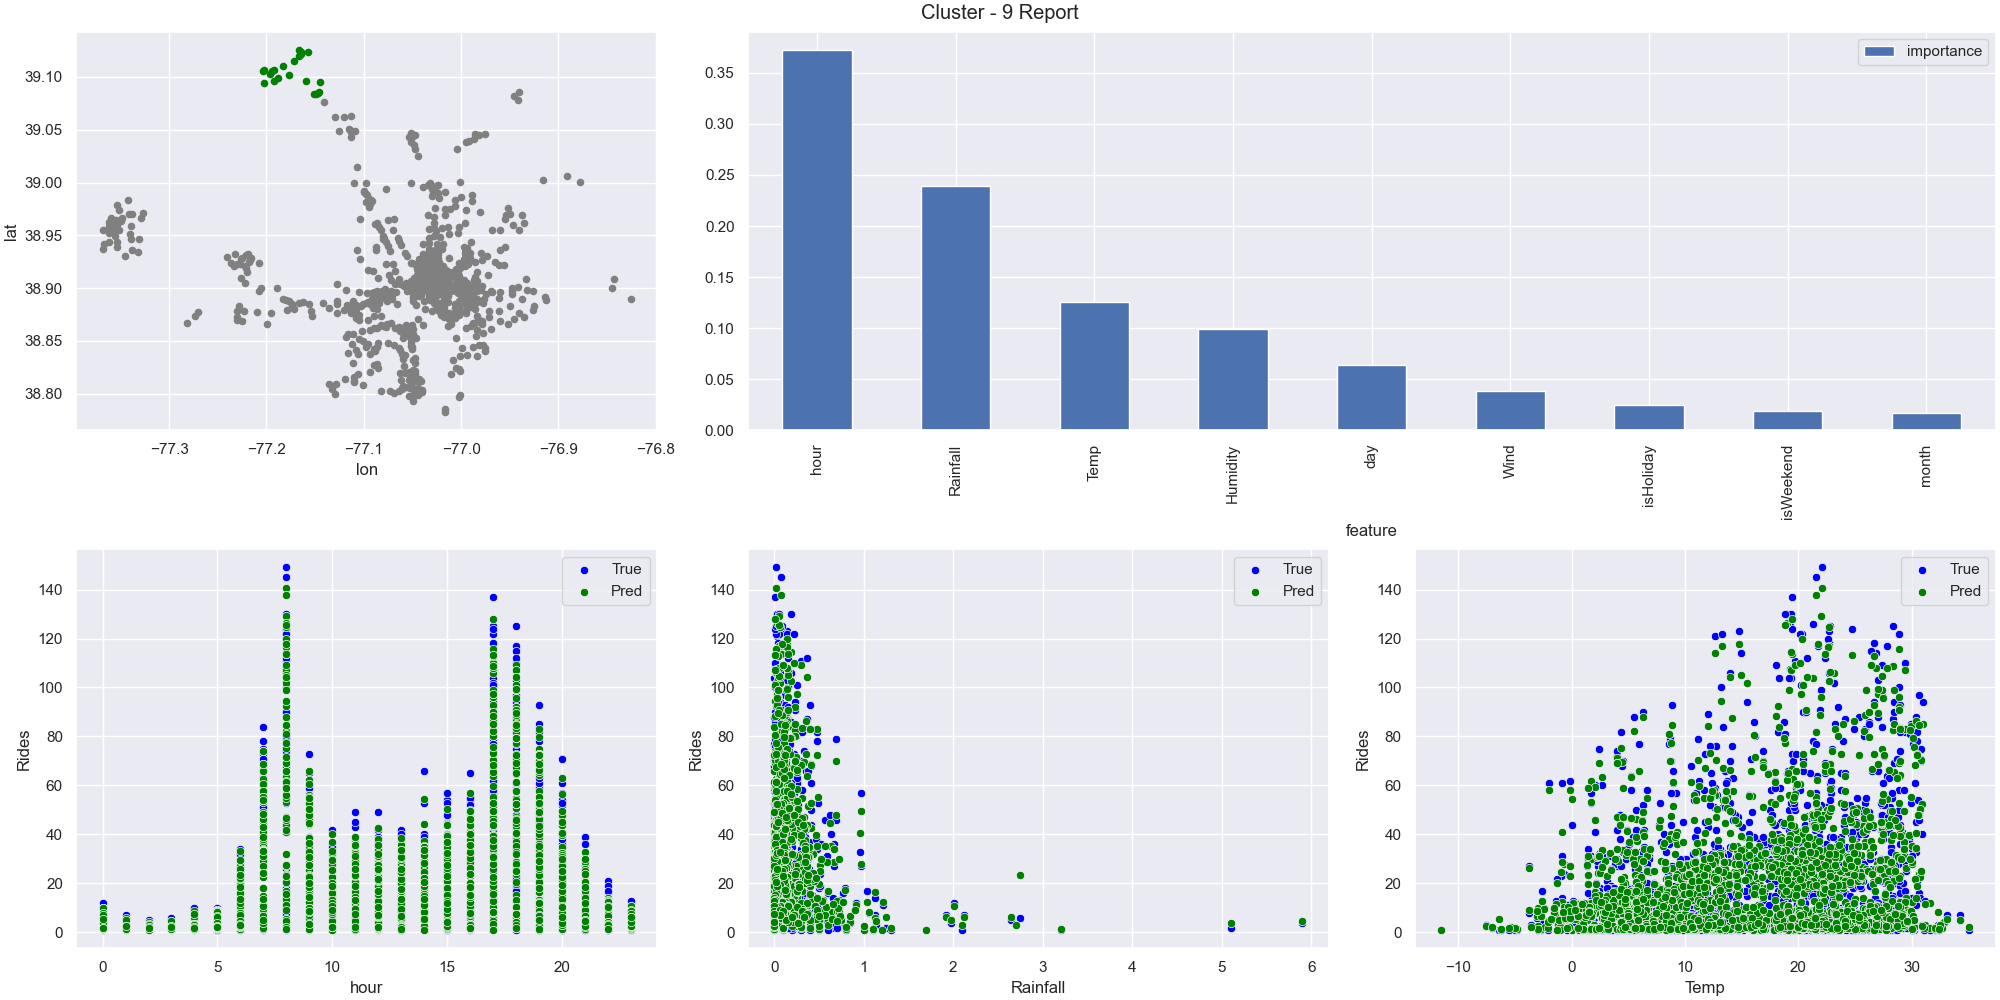 Cluster - 9 Report
39.10
39.05
39.00
38.95
38.90
38.85
38.80
lat
−77.3 −77.2 −77.1 −77.0 −76.9 −76.8
lon
importance
0.35
0.30
0.25
0.20
0.15
0.10
0.05
0.00
hour Rainfall Temp Humidity day Wind isHoliday isWeekend month
feature
True
Pred
140
120
100
80
60
40
20
0
Rides
0 5 10 15 20
hour
True
Pred
140
120
100
80
60
40
20
0
Rides
0 1 2 3 4 5 6
Rainfall
True
Pred
140
120
100
80
60
40
20
0
Rides
−10 0 10 20 30
Temp